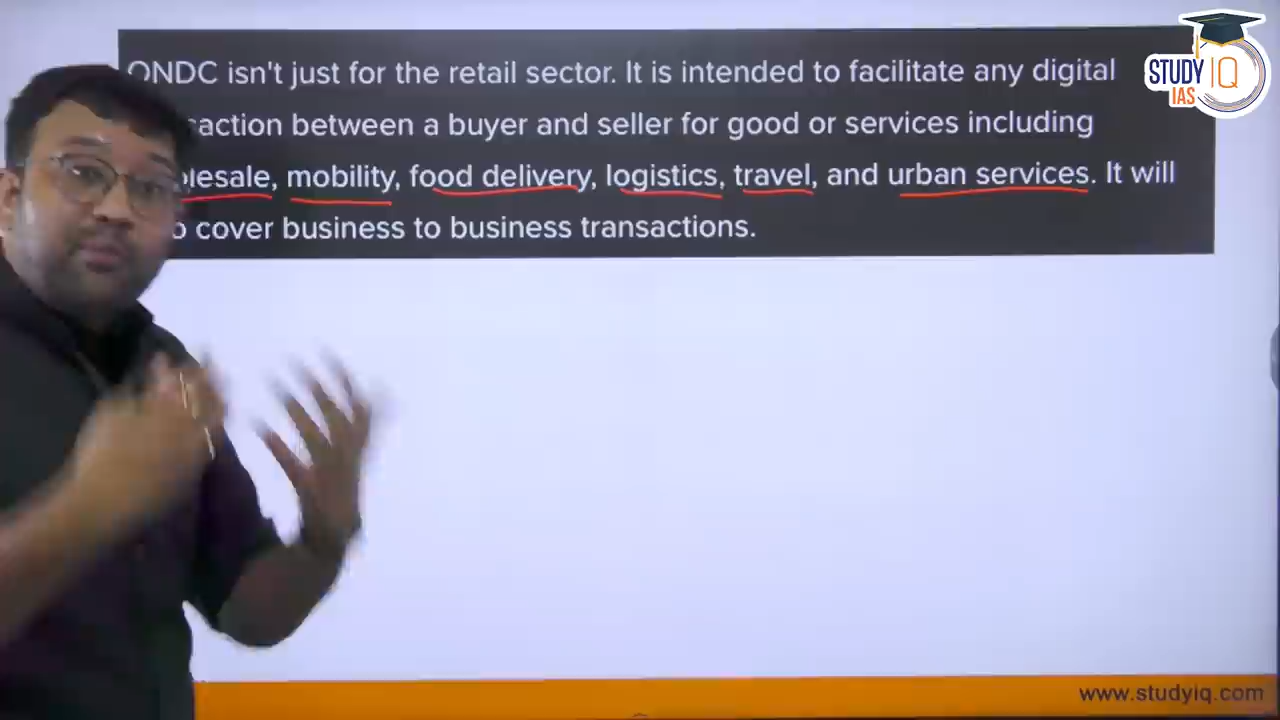 ONDC isn't just for the retail sector. It is intended to facilitate any digital
between a buyer and seller for good or services including
mobility, food delivery, logistics, travel, and urban services. It will
cover business to business transactions.
STUDY IQ
IAS
www.studyiq.com